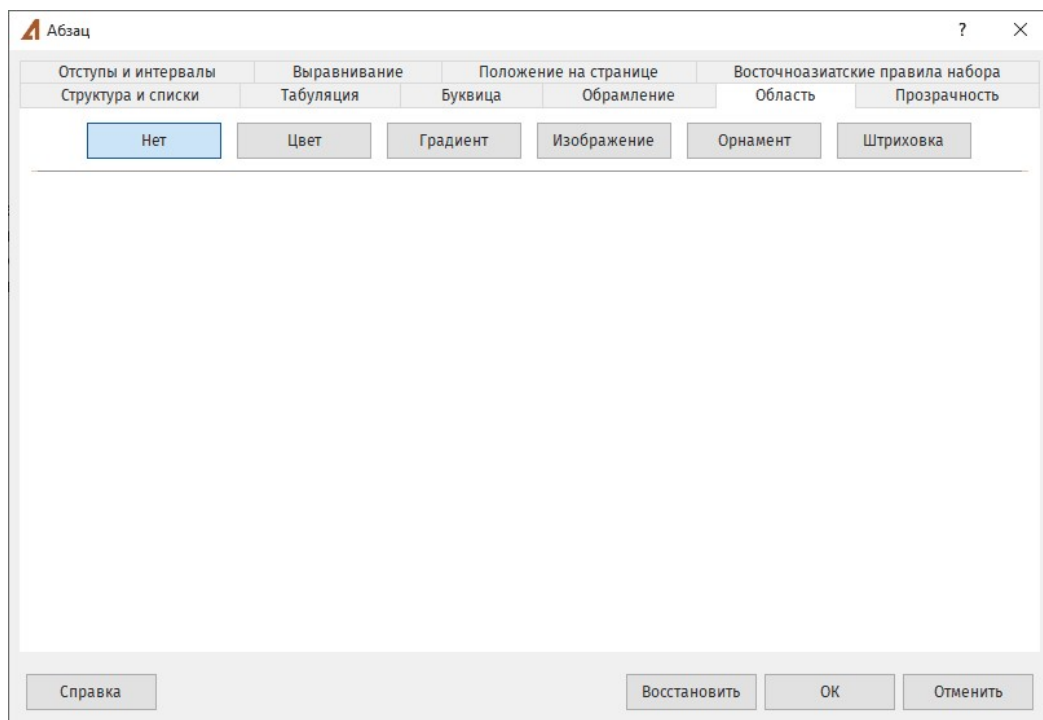 Абзац ?
Отступы и интервалы Выравнивание Положение на странице Восточноазиатские правила набора
Структура и списки Табуляция Буквица Обрамление Область Прозрачность
Нет Цвет Градиент Изображение Орнамент Штриховка
Справка Восстановить ОК Отменить